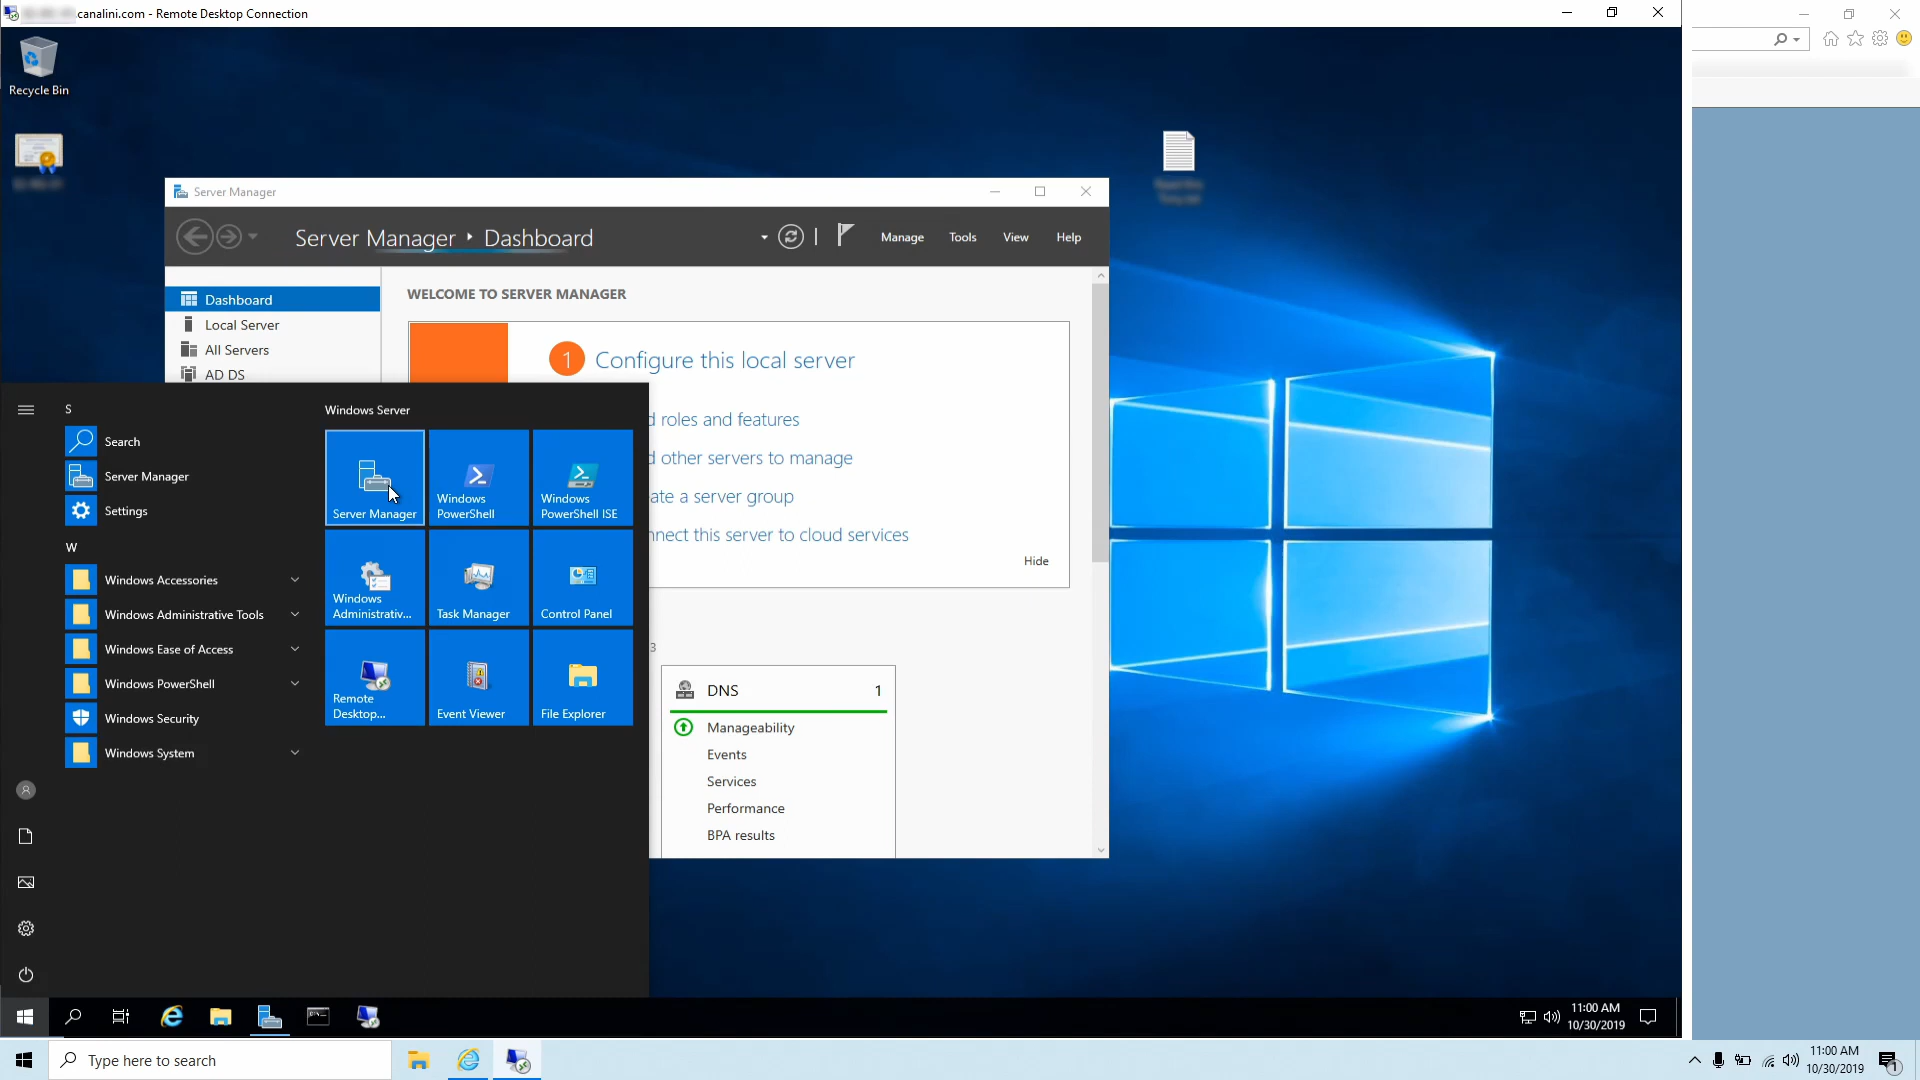 .canalini.com - Remote Desktop Connection
Recycle Bin
Server Manager
Server Manager ‣ Dashboard
Manage
Tools
View
Help
Dashboard
Local Server
All Servers
AD DS
WELCOME TO SERVER MANAGER
1
Configure this local server
d roles and features
d other servers to manage
ate a server group
nnect this server to cloud services
Hide
3
DNS
1
Manageability
Events
Services
Performance
BPA results
S
Search
Server Manager
Settings
W
Windows Accessories
Windows Administrative Tools
Windows Ease of Access
Windows PowerShell
Windows Security
Windows System
Windows Server
Server Manager
Windows
PowerShell
Windows
PowerShell ISE
Windows
Administrativ...
Task Manager
Control Panel
Remote
Desktop...
Event Viewer
File Explorer
11:00 AM
10/30/2019
Type here to search
11:00 AM
10/30/2019
1